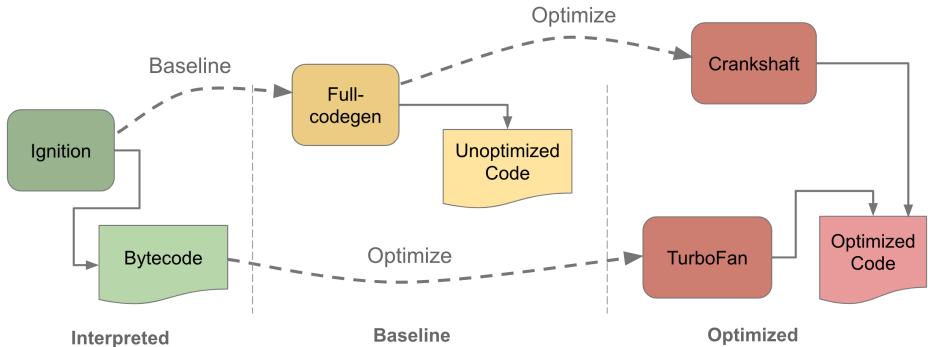 Optimize
Baseline
Crankshaft
Full-
codegen
Ignition
Unoptimized
Code
Bytecode
Optimize
TurboFan
Optimized
Code
Interpreted
Baseline
Optimized